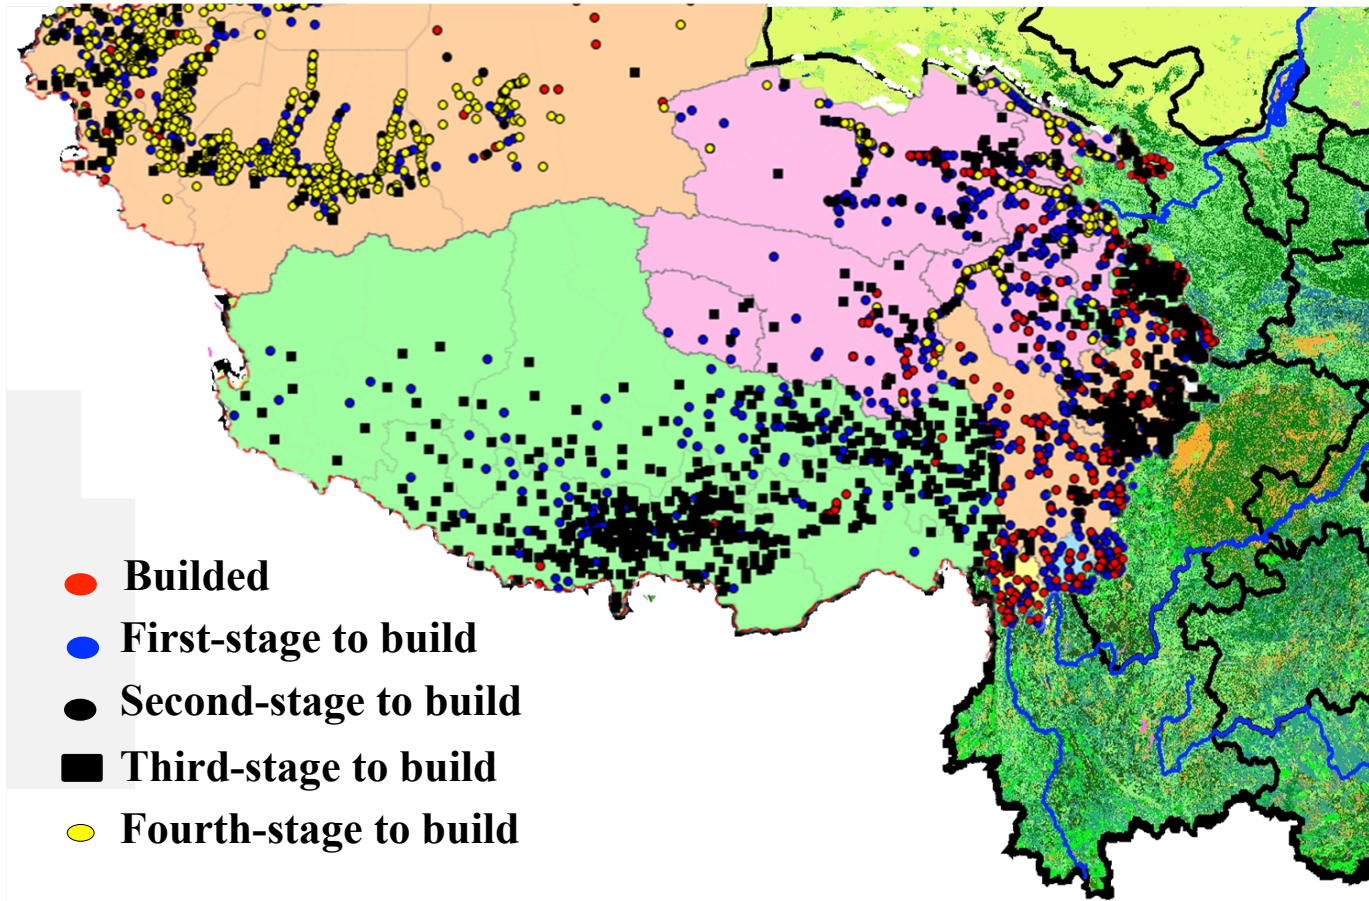 Builded
First-stage to build
Second-stage to build
Third-stage to build
Fourth-stage to build